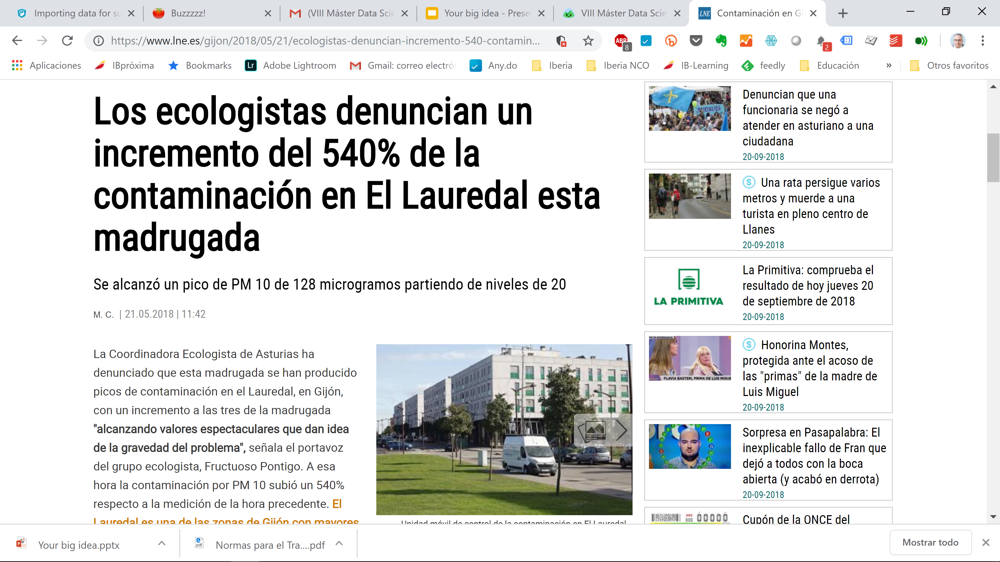 Importing data for su
Buzzzzz!
(VIII Máster Data Scie
Your big idea - Prese
VIII Máster Data Scie
LNE
Contaminación en Gi
https://www.lne.es/gijon/2018/05/21/ecologistas-denuncian-incremento-540-contamin...
ABP
8
2
Aplicaciones
IBpróxima
Bookmarks
Lr
Adobe Lightroom
Gmail: correo electró
Any.do
Iberia
Iberia NCO
IB-Learning
feedly
Educación
»
Otros favoritos
Los ecologistas denuncian un
incremento del 540% de la
contaminación en El Lauredal esta
madrugada
Se alcanzó un pico de PM 10 de 128 microgramos partiendo de niveles de 20
M. C. | 21.05.2018 | 11:42
La Coordinadora Ecologista de Asturias ha
denunciado que esta madrugada se han producido
picos de contaminación en el Lauredal, en Gijón,
con un incremento a las tres de la madrugada
"alcanzando valores espectaculares que dan idea
de la gravedad del problema", señala el portavoz
del grupo ecologista, Fructuoso Pontigo. A esa
hora la contaminación por PM 10 subió un 540%
respecto a la medición de la hora precedente. El
Lauredal es una de las zonas de Gijón con mayores
Unidad móvil de control de la contaminación en El Lauredal
OFICIALIDÁ
Denuncian que una
funcionaria se negó a
atender en asturiano a una
ciudadana
20-09-2018
S Una rata persigue varios
metros y muerde a una
turista en pleno centro de
Llanes
20-09-2018
LA PRIMITIVA
La Primitiva: comprueba el
resultado de hoy jueves 20
de septiembre de 2018
20-09-2018
FLAVIA BASTERI, PRIMA DE LUIS MIGUE
S Honorina Montes,
protegida ante el acoso de
las "primas" de la madre de
Luis Miguel
20-09-2018
Sorpresa en Pasapalabra: El
inexplicable fallo de Fran que
dejó a todos con la boca
abierta (y acabó en derrota)
20-09-2018
SERIE
000
00000
Cupón de la ONCE del
Your big idea.pptx
pdf
Normas para el Tra....pdf
Mostrar todo